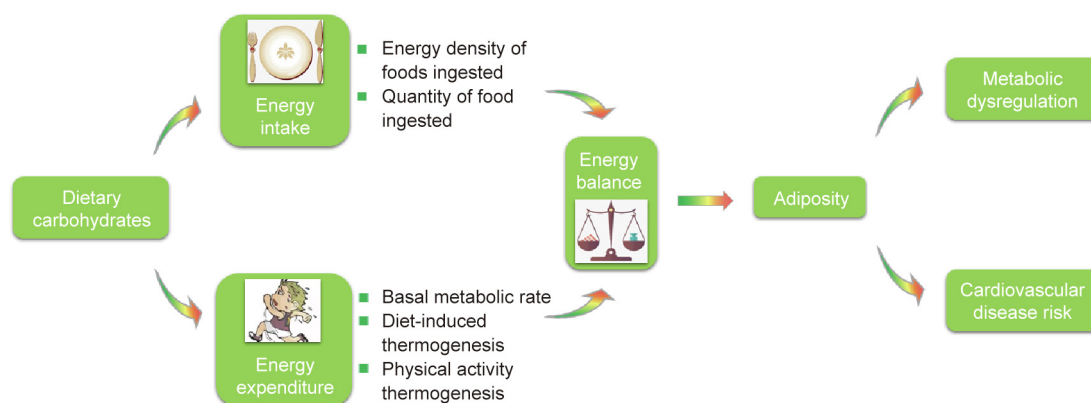 Dietary
carbohydrates
Energy
intake
Energy density of
foods ingested
Quantity of food
ingested
Energy
expenditure
Basal metabolic rate
Diet-induced
thermogenesis
Physical activity
thermogenesis
Energy
balance
Adiposity
Metabolic
dysregulation
Cardiovascular
disease risk